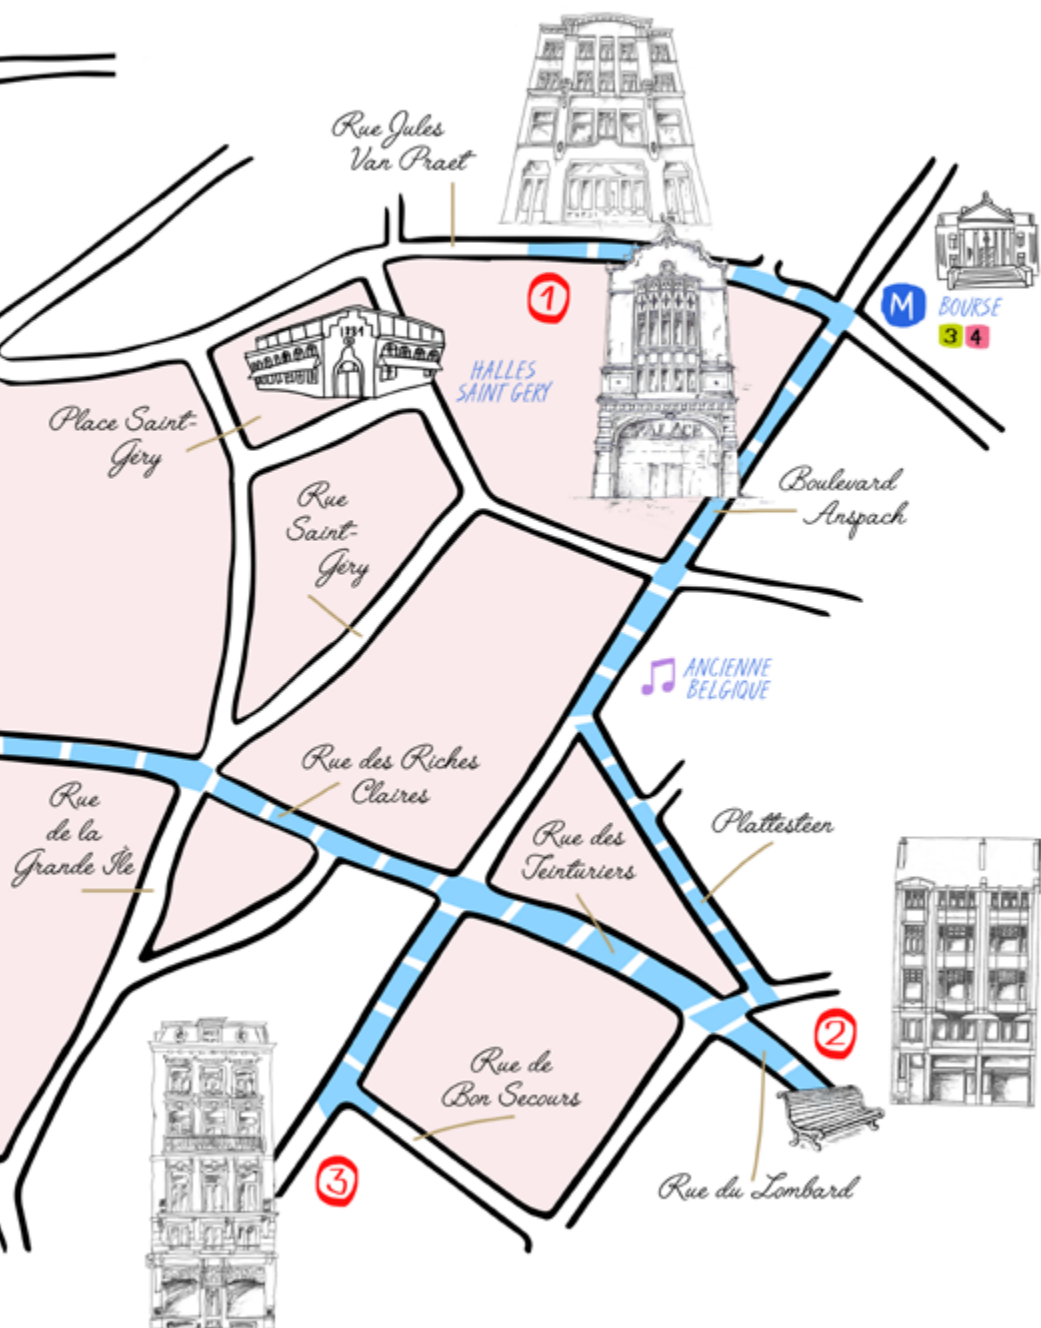 Rue Jules
Van Praet
1
M
BOURSE
3 4
1994
HALLES
SAINT GERY
Place Saint-
Géry
PALACE
Boulevard
Anspach
Rue
Saint-
Géry
ANCIENNE
BELGIQUE
Rue des Riches
Claires
Rue
de la
Grande Île
Plattesteen
Rue des
Teinturiers
2
Rue de
Bon Secours
3
Rue du Lombard